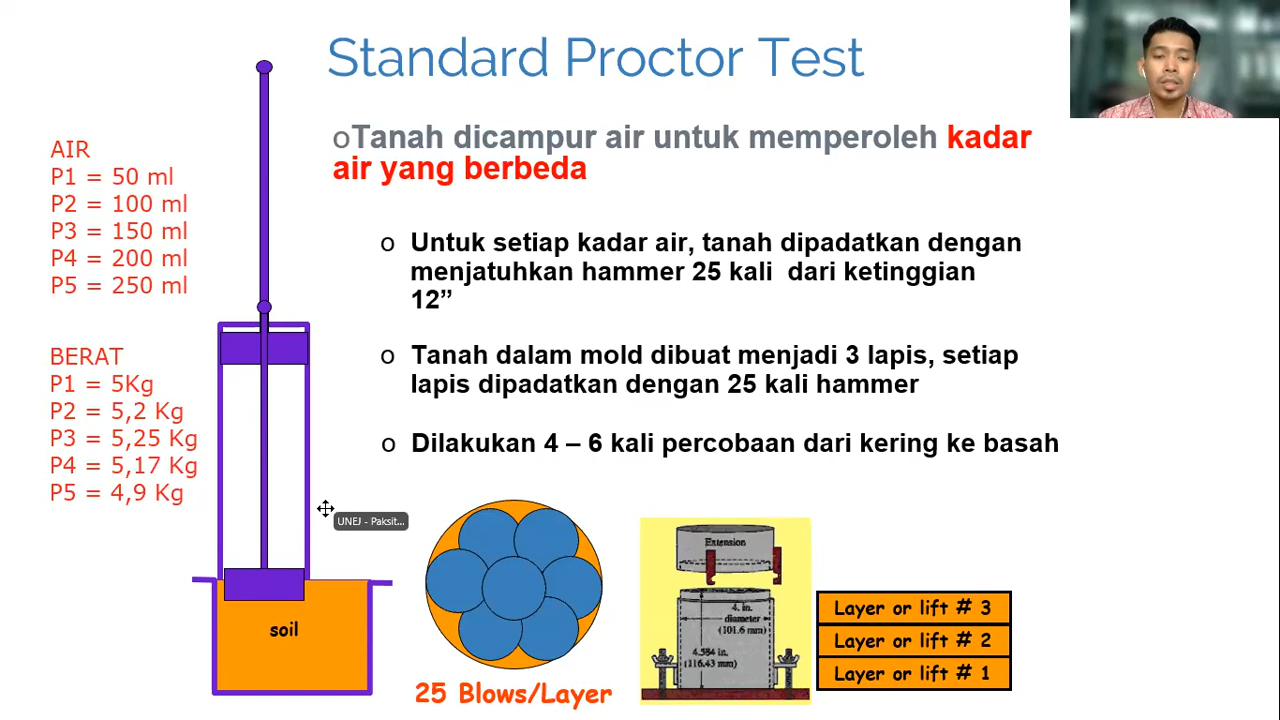 Standard Proctor Test
oTanah dicampur air untuk memperoleh kadar
air yang berbeda
AIR
P1 = 50 ml
P2 = 100 ml
P3 = 150 ml
P4 = 200 ml
P5 = 250 ml
o Untuk setiap kadar air, tanah dipadatkan dengan
menjatuhkan hammer 25 kali dari ketinggian
12”
BERAT
P1 = 5Kg
P2 = 5,2 Kg
P3 = 5,25 Kg
P4 = 5,17 Kg
P5 = 4,9 Kg
o Tanah dalam mold dibuat menjadi 3 lapis, setiap
lapis dipadatkan dengan 25 kali hammer
o Dilakukan 4 – 6 kali percobaan dari kering ke basah
UNEJ - Paksit...
soil
25 Blows/Layer
Extension
4. in.
diameter
(101.6 mm)
4.584 in.
(116.43 mm)
Layer or lift # 3
Layer or lift # 2
Layer or lift # 1